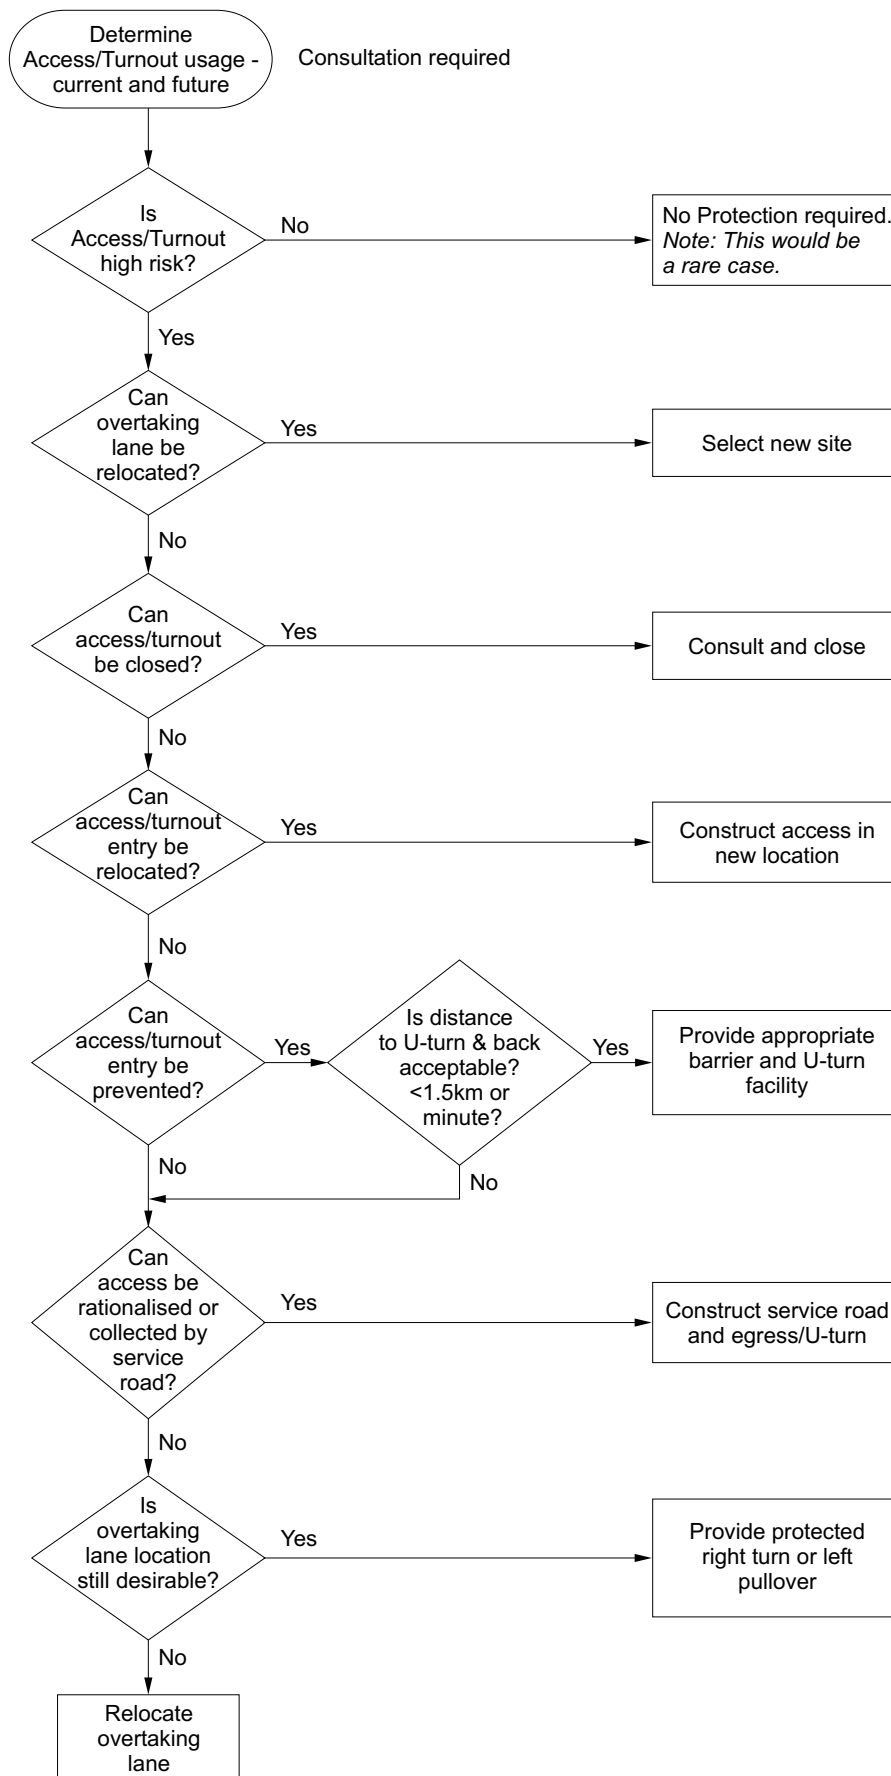 Determine
Access/Turnout usage -
current and future
Consultation required
Is
Access/Turnout
high risk?
No
No Protection required.
Note: This would be
a rare case.
Yes
Can
overtaking
lane be
relocated?
Yes
Select new site
No
Can
access/turnout
be closed?
Yes
Consult and close
No
Can
access/turnout
entry be
relocated?
Yes
Construct access in
new location
No
Can
access/turnout
entry be
prevented?
Yes
Is distance
to U-turn & back
acceptable?
<1.5km or
minute?
Yes
Provide appropriate
barrier and U-turn
facility
No
No
Can
access be
rationalised or
collected by
service
road?
Yes
Construct service road
and egress/U-turn
No
Is
overtaking
lane location
still desirable?
Yes
Provide protected
right turn or left
pullover
No
Relocate
overtaking
lane